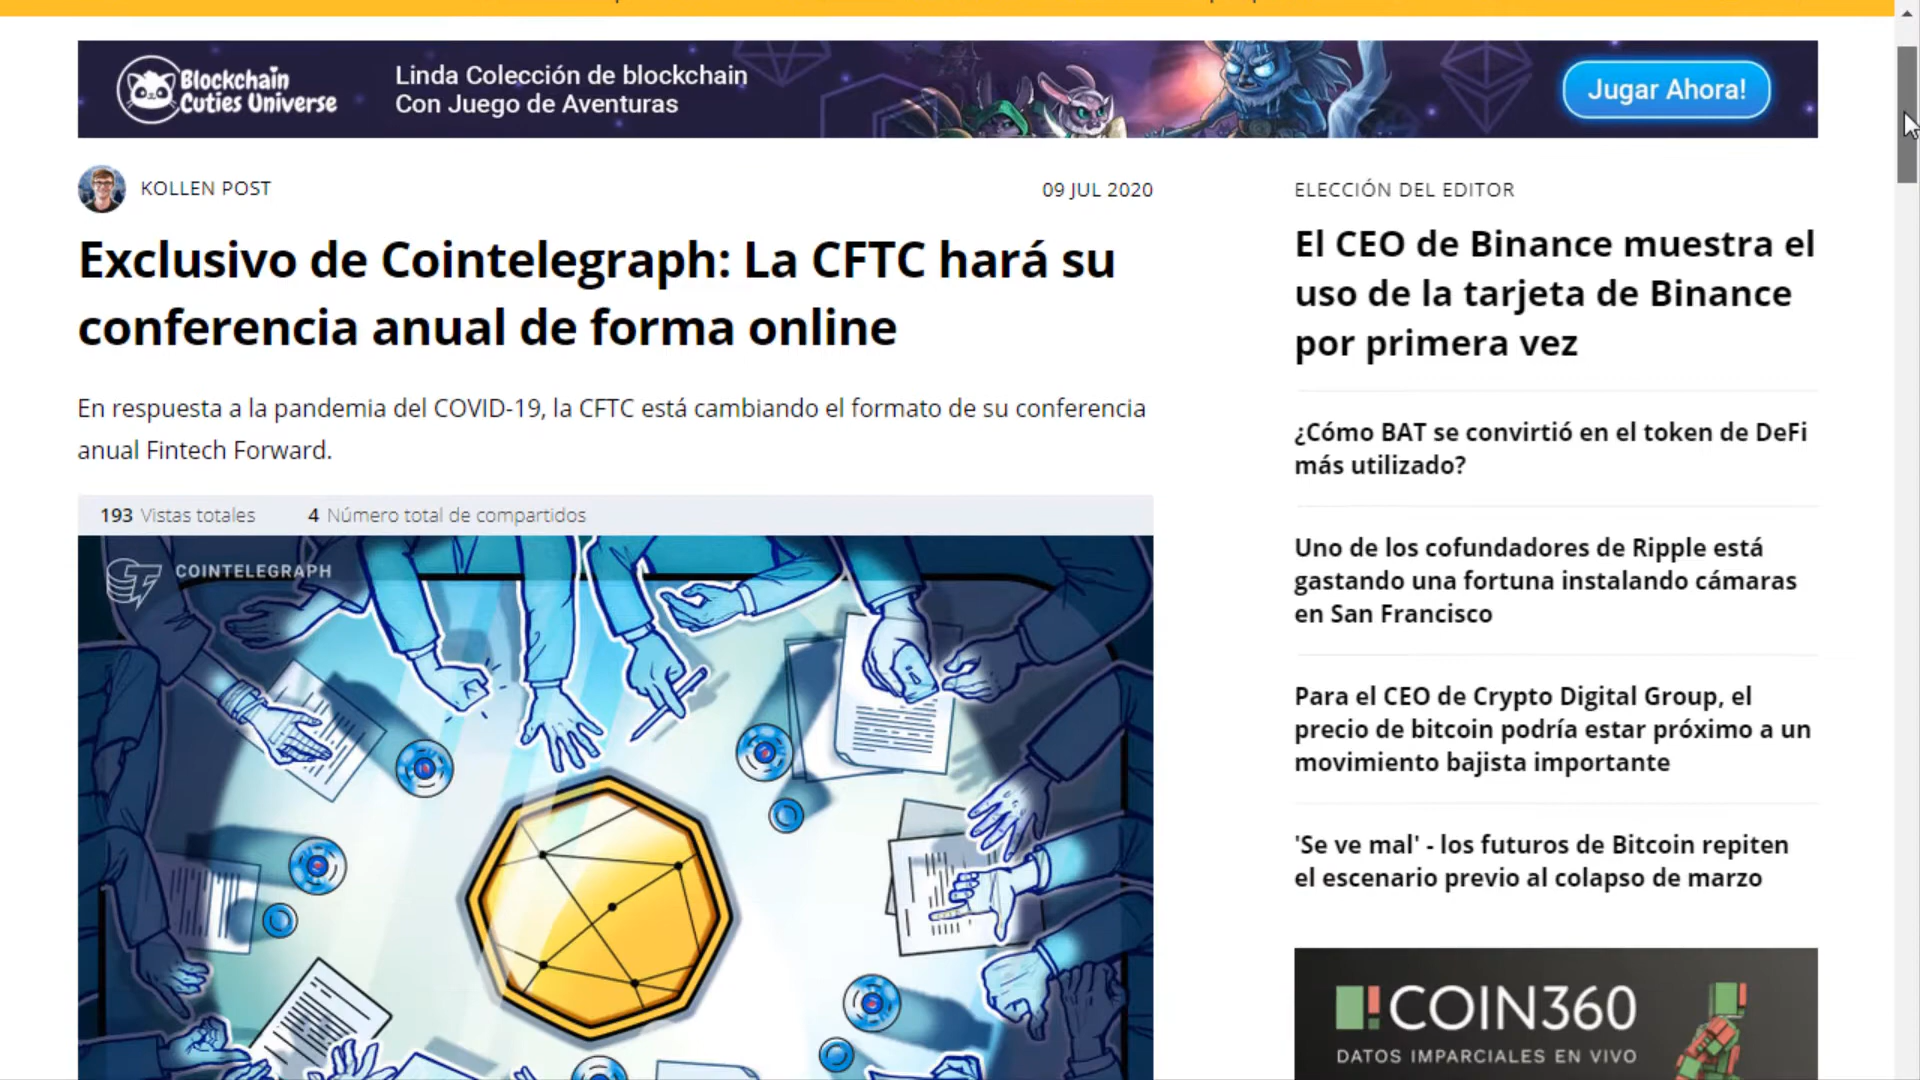 Blockchain
Cuties Universe
Linda Colección de blockchain
Con Juego de Aventuras
Jugar Ahora!
KOLLEN POST
09 JUL 2020
Exclusivo de Cointelegraph: La CFTC hará su
conferencia anual de forma online
En respuesta a la pandemia del COVID-19, la CFTC está cambiando el formato de su conferencia
anual Fintech Forward.
193 Vistas totales
4 Número total de compartidos
COINTELEGRAPH
ELECCIÓN DEL EDITOR
El CEO de Binance muestra el
uso de la tarjeta de Binance
por primera vez
¿Cómo BAT se convirtió en el token de DeFi
más utilizado?
Uno de los cofundadores de Ripple está
gastando una fortuna instalando cámaras
en San Francisco
Para el CEO de Crypto Digital Group, el
precio de bitcoin podría estar próximo a un
movimiento bajista importante
'Se ve mal' - los futuros de Bitcoin repiten
el escenario previo al colapso de marzo
COIN360
DATOS IMPARCIALES EN VIVO